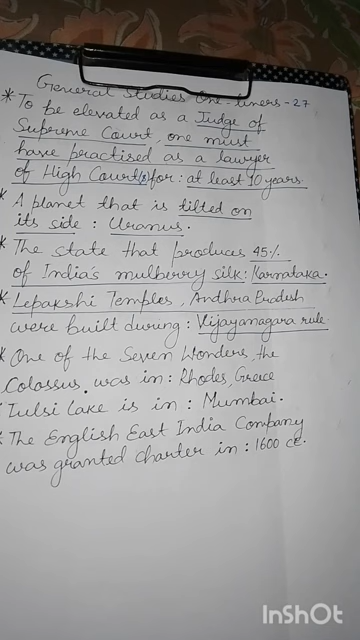 General Studies One-liners-27
* To be elevated as a Judge of
Supreme Court, one must
have practised as a lawyer
of High Court(s) for: at least 10 years.
* A planet that is tilted on
its side : Uranus.
* The state that produces 45%
of India's mulberry silk: Karnataka.
* Lepakshi Temples, Andhra Pradesh
were built during: Vijayanagara rule.
* One of the Seven Wonders, the
Colossus. was in: Rhodes, Greece
Tulsi Lake is in : Mumbai.
* The English East India Company
was granted charter in: 1600 CE.
InShOt